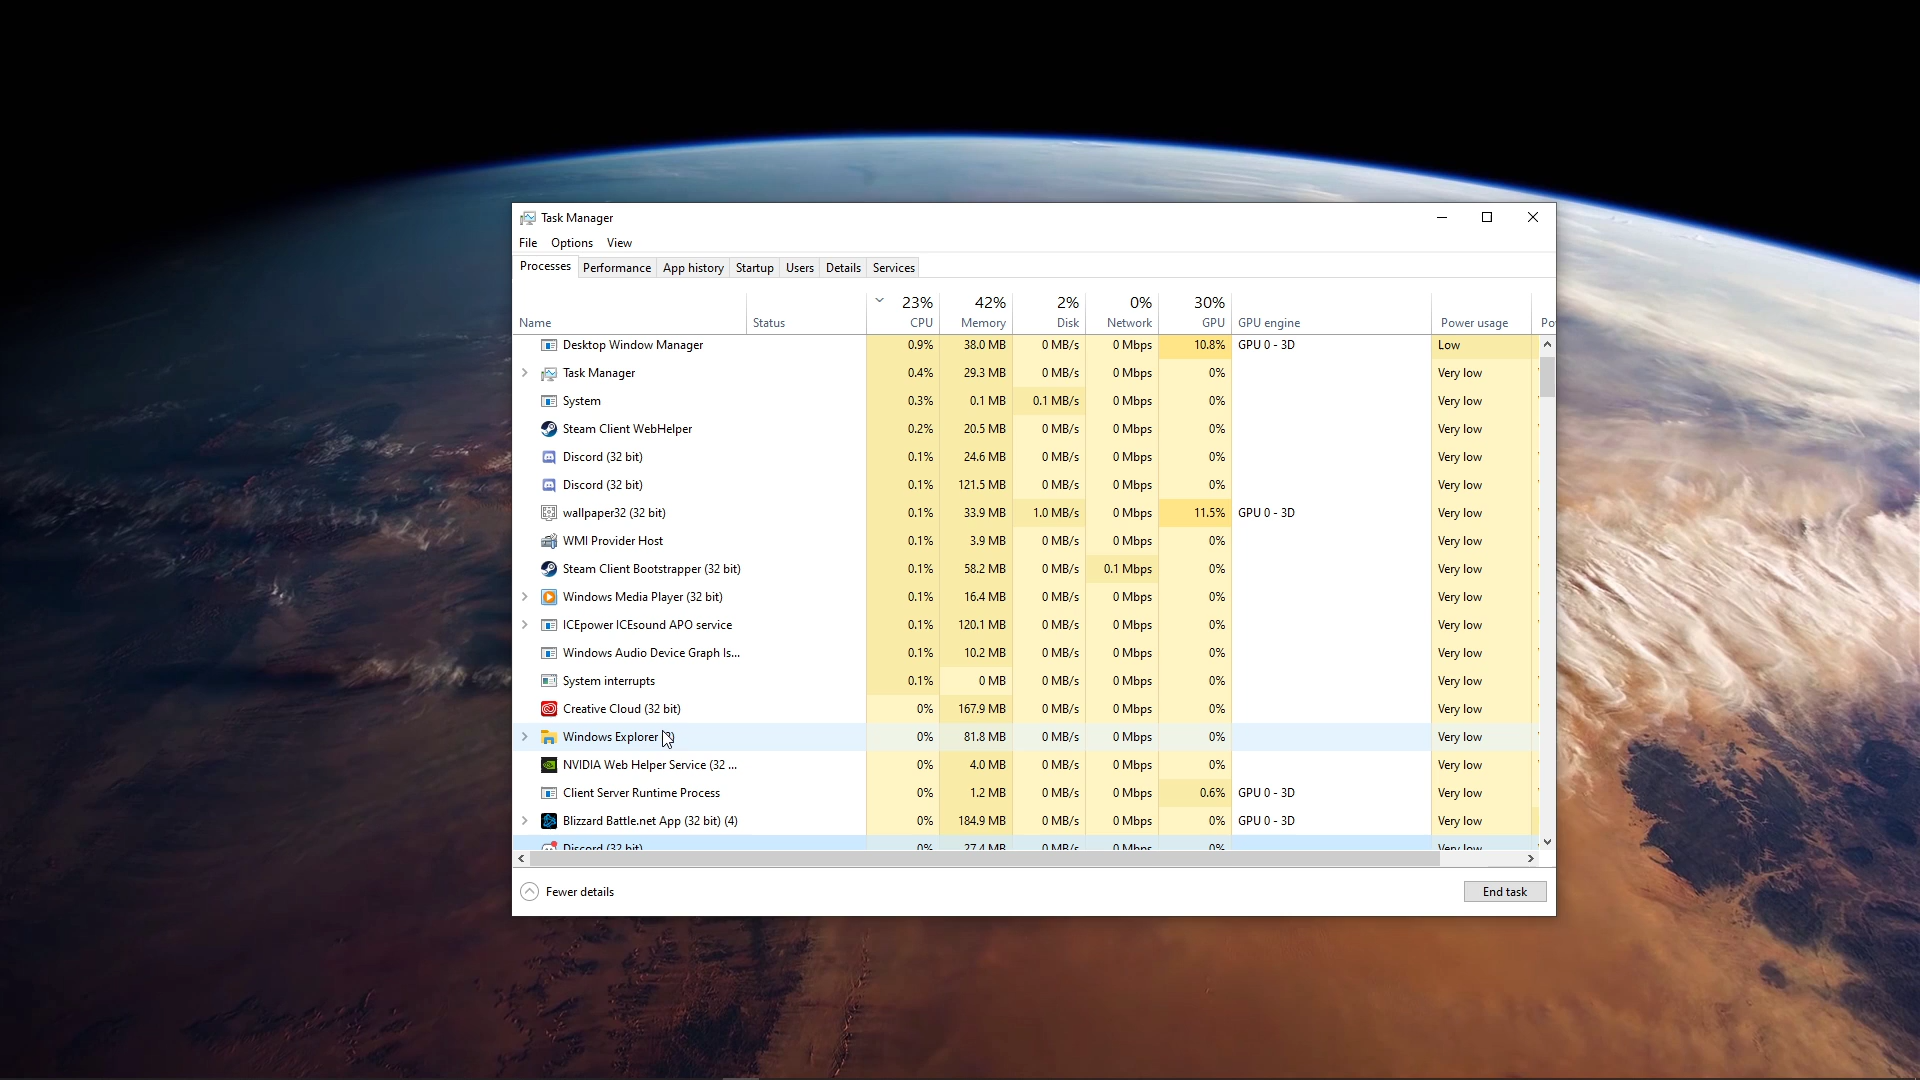 Task Manager
File Options View
Processes Performance App history Startup Users Details Services
23% 42% 2% 0% 30%
Name Status CPU Memory Disk Network GPU GPU engine Power usage Po
Desktop Window Manager 0.9% 38.0 MB 0 MB/s 0 Mbps 10.8% GPU 0 - 3D Low
Task Manager 0.4% 29.3 MB 0 MB/s 0 Mbps 0% Very low
System 0.3% 0.1 MB 0.1 MB/s 0 Mbps 0% Very low
Steam Client WebHelper 0.2% 20.5 MB 0 MB/s 0 Mbps 0% Very low
Discord (32 bit) 0.1% 24.6 MB 0 MB/s 0 Mbps 0% Very low
Discord (32 bit) 0.1% 121.5 MB 0 MB/s 0 Mbps 0% Very low
wallpaper32 (32 bit) 0.1% 33.9 MB 1.0 MB/s 0 Mbps 11.5% GPU 0 - 3D Very low
WMI Provider Host 0.1% 3.9 MB 0 MB/s 0 Mbps 0% Very low
Steam Client Bootstrapper (32 bit) 0.1% 58.2 MB 0 MB/s 0.1 Mbps 0% Very low
Windows Media Player (32 bit) 0.1% 16.4 MB 0 MB/s 0 Mbps 0% Very low
ICEpower ICEsound APO service 0.1% 120.1 MB 0 MB/s 0 Mbps 0% Very low
Windows Audio Device Graph Is... 0.1% 10.2 MB 0 MB/s 0 Mbps 0% Very low
System interrupts 0.1% 0 MB 0 MB/s 0 Mbps 0% Very low
Creative Cloud (32 bit) 0% 167.9 MB 0 MB/s 0 Mbps 0% Very low
Windows Explorer 0% 81.8 MB 0 MB/s 0 Mbps 0% Very low
NVIDIA Web Helper Service (32 ... 0% 4.0 MB 0 MB/s 0 Mbps 0% Very low
Client Server Runtime Process 0% 1.2 MB 0 MB/s 0 Mbps 0.6% GPU 0 - 3D Very low
Blizzard Battle.net App (32 bit) (4) 0% 184.9 MB 0 MB/s 0 Mbps 0% GPU 0 - 3D Very low
Discord (32 bit) 0% 27.4 MB 0 MB/s 0 Mbps 0% Very low
Fewer details End task